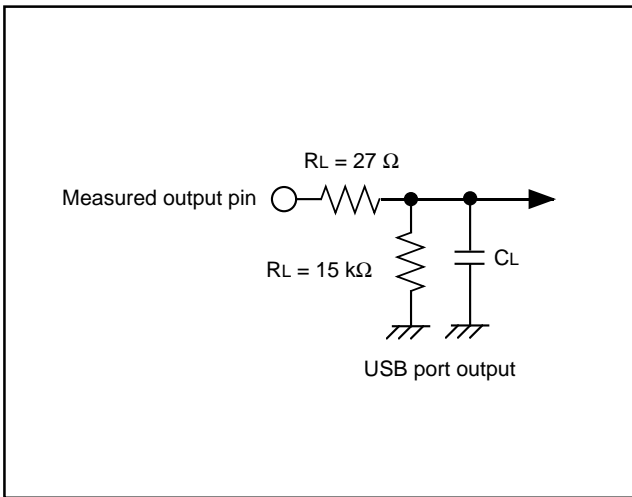 RL = 27 Ω
Measured output pin
RL = 15 kΩ
CL
USB port output